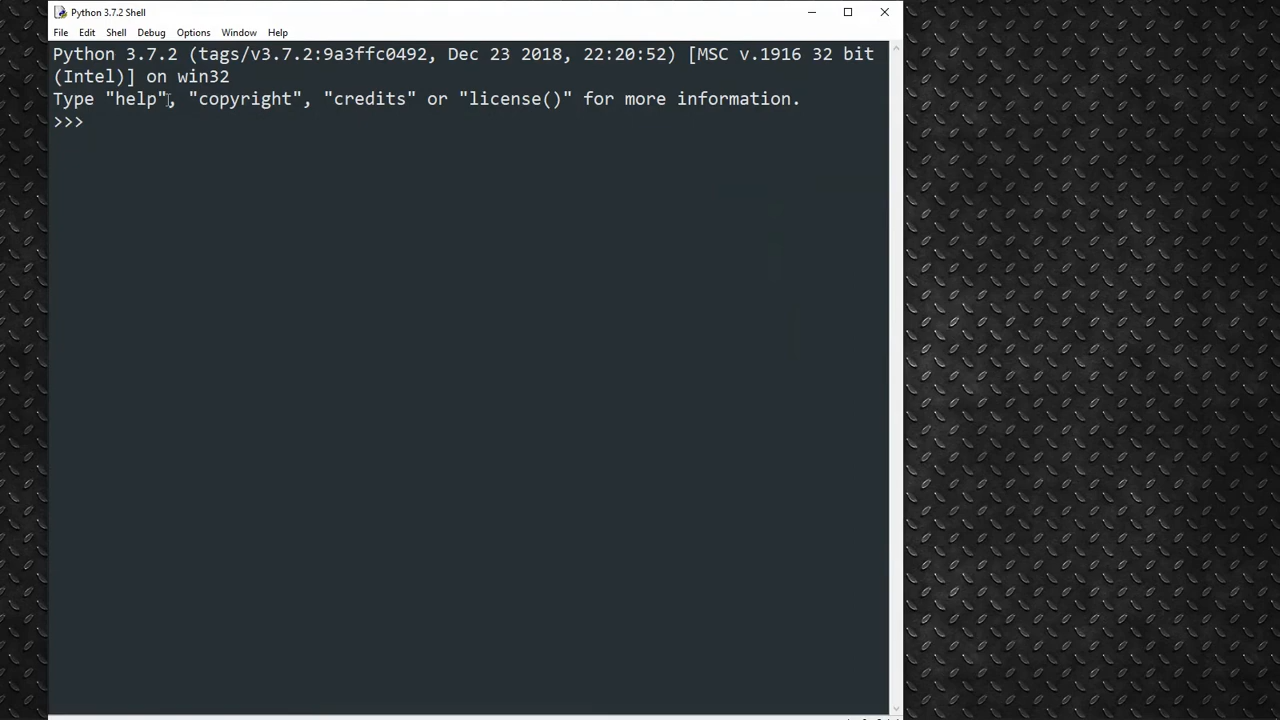 Python 3.7.2 Shell
File Edit Shell Debug Options Window Help
Python 3.7.2 (tags/v3.7.2:9a3ffc0492, Dec 23 2018, 22:20:52) [MSC v.1916 32 bit
(Intel)] on win32
Type "help", "copyright", "credits" or "license()" for more information.
>>>